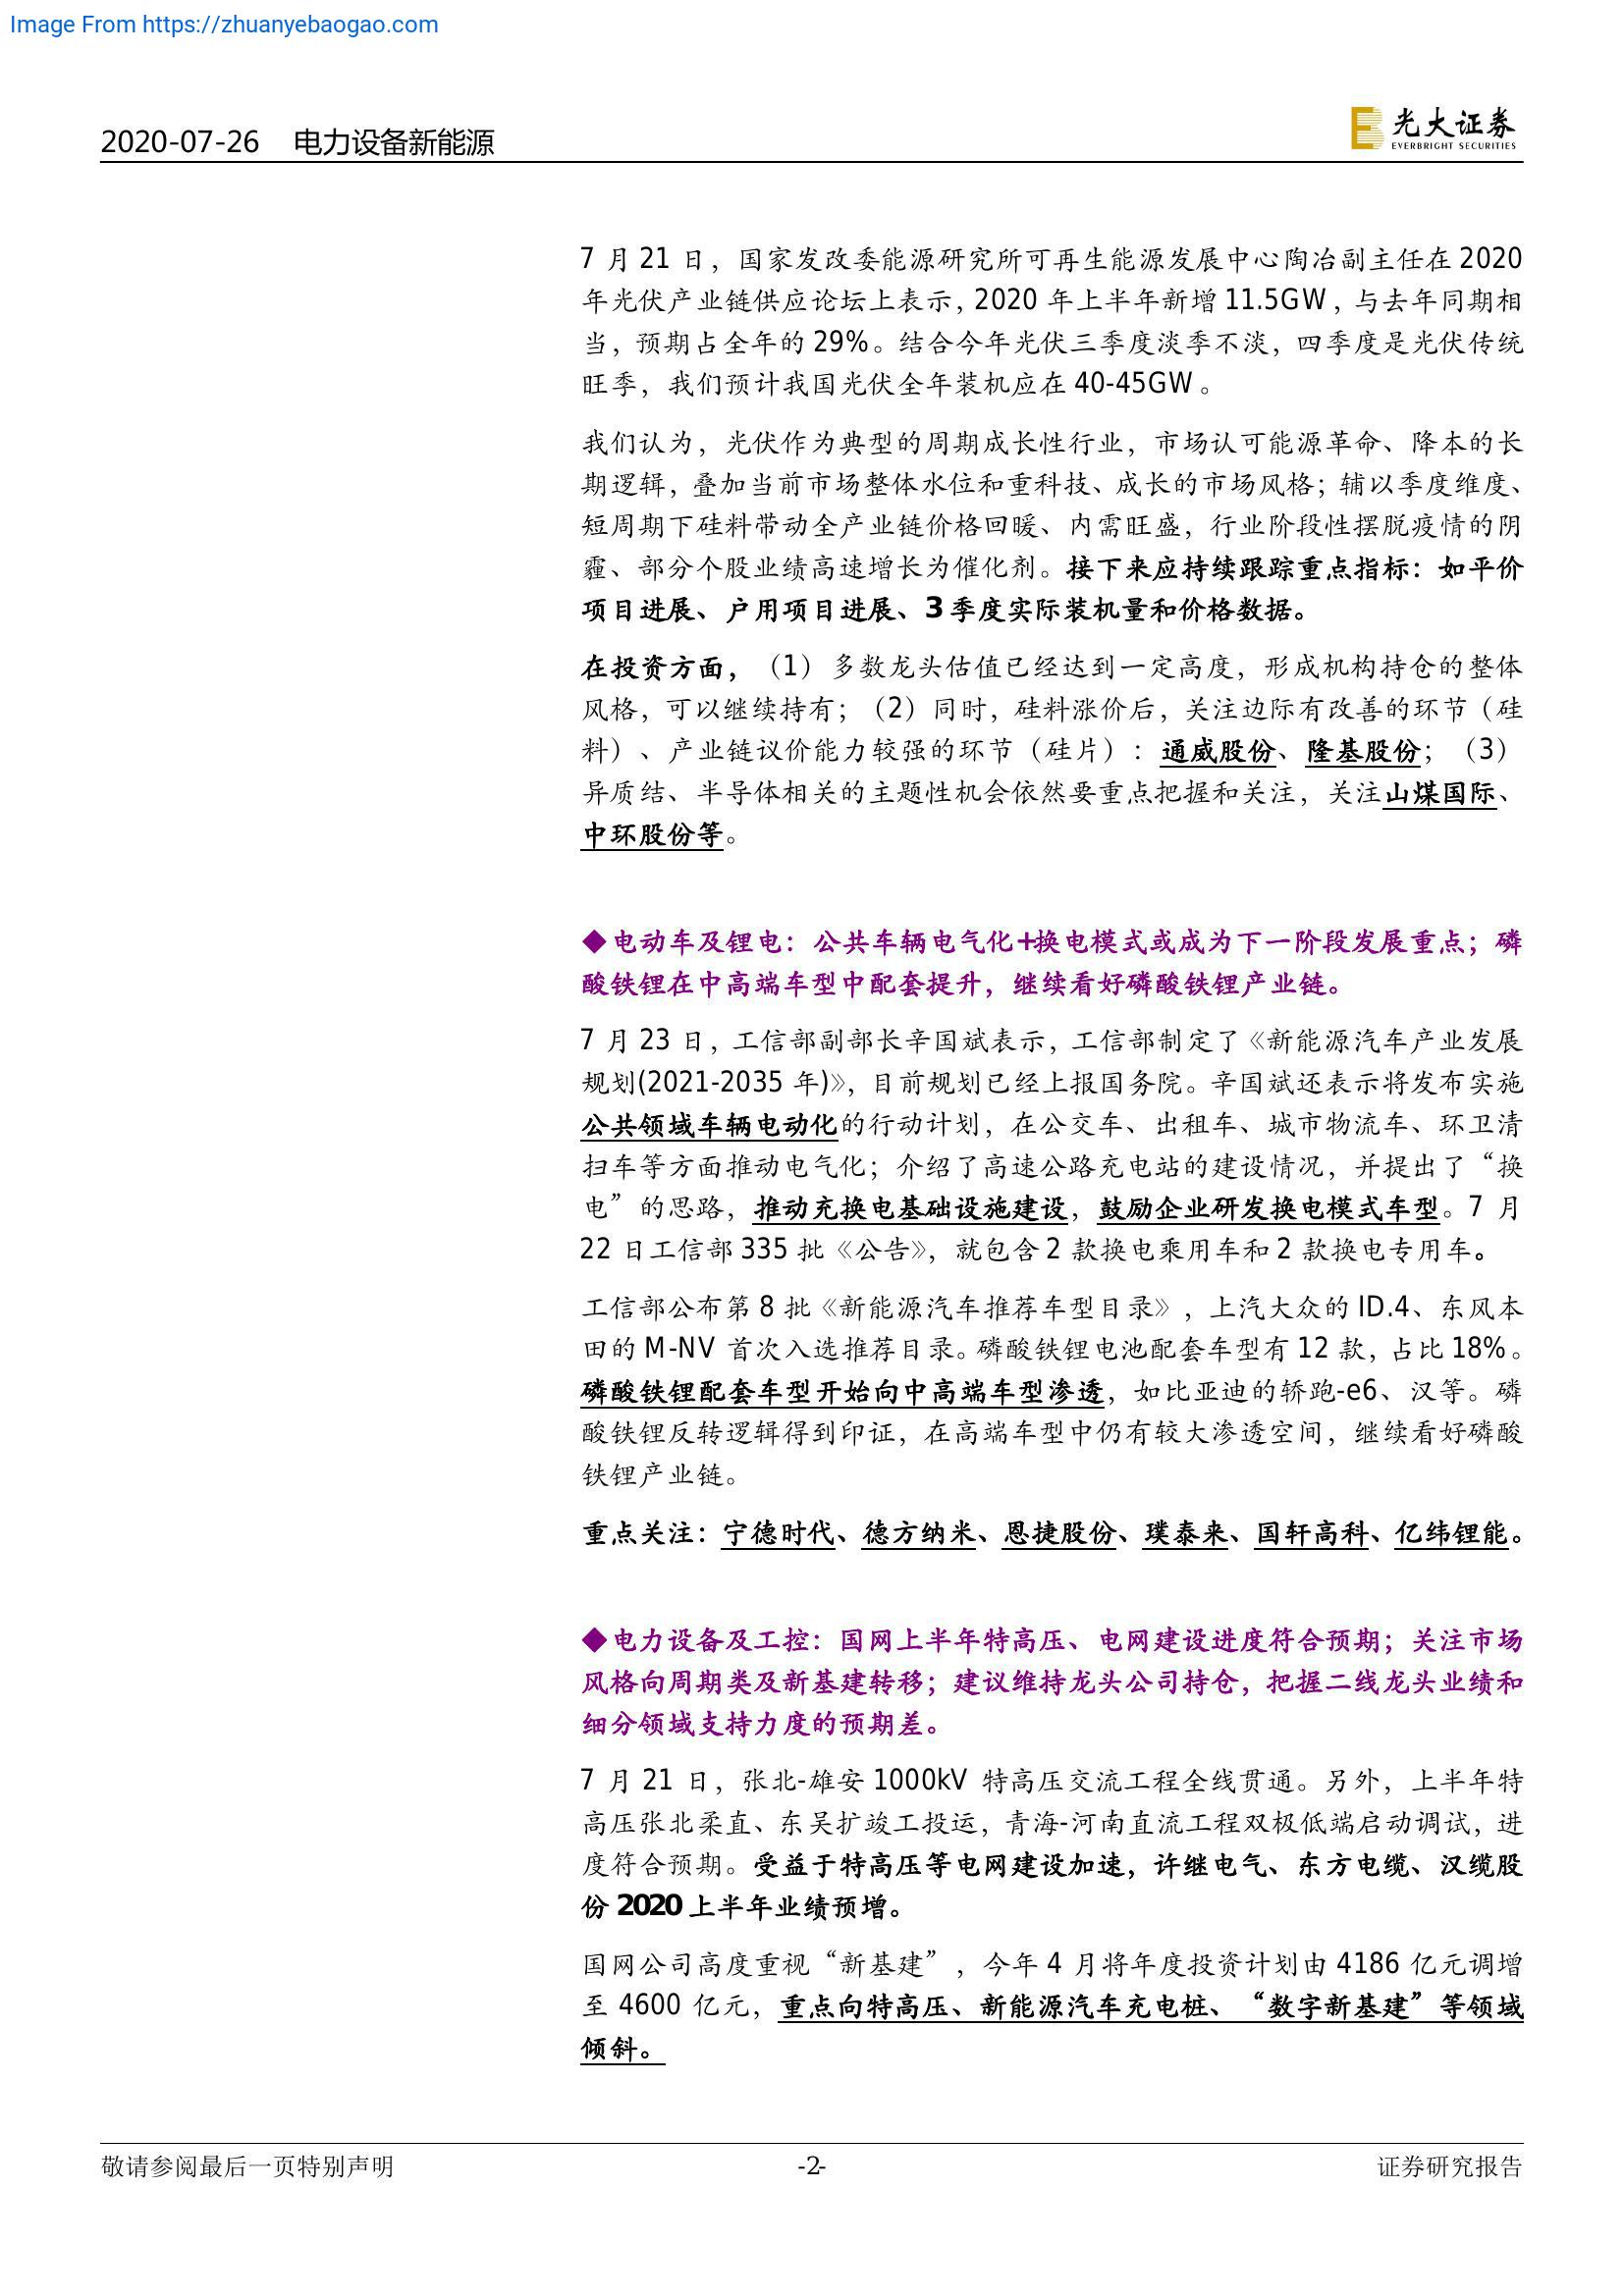 Image From https://zhuanyebaogao.com
2020-07-26 电力设备新能源
光大证券
EVERBRIGHT SECURITIES
7 月 21 日，国家发改委能源研究所可再生能源发展中心陶冶副主任在 2020
年光伏产业链供应论坛上表示，2020 年上半年新增 11.5GW，与去年同期相
当，预期占全年的 29%。结合今年光伏三季度淡季不淡，四季度是光伏传统
旺季，我们预计我国光伏全年装机应在 40-45GW。
我们认为，光伏作为典型的周期成长性行业，市场认可能源革命、降本的长
期逻辑，叠加当前市场整体水位和重科技、成长的市场风格；辅以季度维度、
短周期下硅料带动全产业链价格回暖、内需旺盛，行业阶段性摆脱疫情的阴
霾、部分个股业绩高速增长为催化剂。接下来应持续跟踪重点指标：如平价
项目进展、户用项目进展、3 季度实际装机量和价格数据。
在投资方面，（1）多数龙头估值已经达到一定高度，形成机构持仓的整体
风格，可以继续持有；（2）同时，硅料涨价后，关注边际有改善的环节（硅
料）、产业链议价能力较强的环节（硅片）：通威股份、隆基股份；（3）
异质结、半导体相关的主题性机会依然要重点把握和关注，关注山煤国际、
中环股份等。
◆电动车及锂电：公共车辆电气化+换电模式或成为下一阶段发展重点；磷
酸铁锂在中高端车型中配套提升，继续看好磷酸铁锂产业链。
7 月 23 日，工信部副部长辛国斌表示，工信部制定了《新能源汽车产业发展
规划(2021-2035 年)》，目前规划已经上报国务院。辛国斌还表示将发布实施
公共领域车辆电动化的行动计划，在公交车、出租车、城市物流车、环卫清
扫车等方面推动电气化；介绍了高速公路充电站的建设情况，并提出了“换
电”的思路，推动充换电基础设施建设，鼓励企业研发换电模式车型。7 月
22 日工信部 335 批《公告》，就包含 2 款换电乘用车和 2 款换电专用车。
工信部公布第 8 批《新能源汽车推荐车型目录》，上汽大众的 ID.4、东风本
田的 M-NV 首次入选推荐目录。磷酸铁锂电池配套车型有 12 款，占比 18%。
磷酸铁锂配套车型开始向中高端车型渗透，如比亚迪的轿跑-e6、汉等。磷
酸铁锂反转逻辑得到印证，在高端车型中仍有较大渗透空间，继续看好磷酸
铁锂产业链。
重点关注：宁德时代、德方纳米、恩捷股份、璞泰来、国轩高科、亿纬锂能。
◆电力设备及工控：国网上半年特高压、电网建设进度符合预期；关注市场
风格向周期类及新基建转移；建议维持龙头公司持仓，把握二线龙头业绩和
细分领域支持力度的预期差。
7 月 21 日，张北-雄安 1000kV 特高压交流工程全线贯通。另外，上半年特
高压张北柔直、东吴扩竣工投运，青海-河南直流工程双极低端启动调试，进
度符合预期。受益于特高压等电网建设加速，许继电气、东方电缆、汉缆股
份 2020 上半年业绩预增。
国网公司高度重视“新基建”，今年 4 月将年度投资计划由 4186 亿元调增
至 4600 亿元，重点向特高压、新能源汽车充电桩、“数字新基建”等领域
倾斜。
敬请参阅最后一页特别声明 -2- 证券研究报告